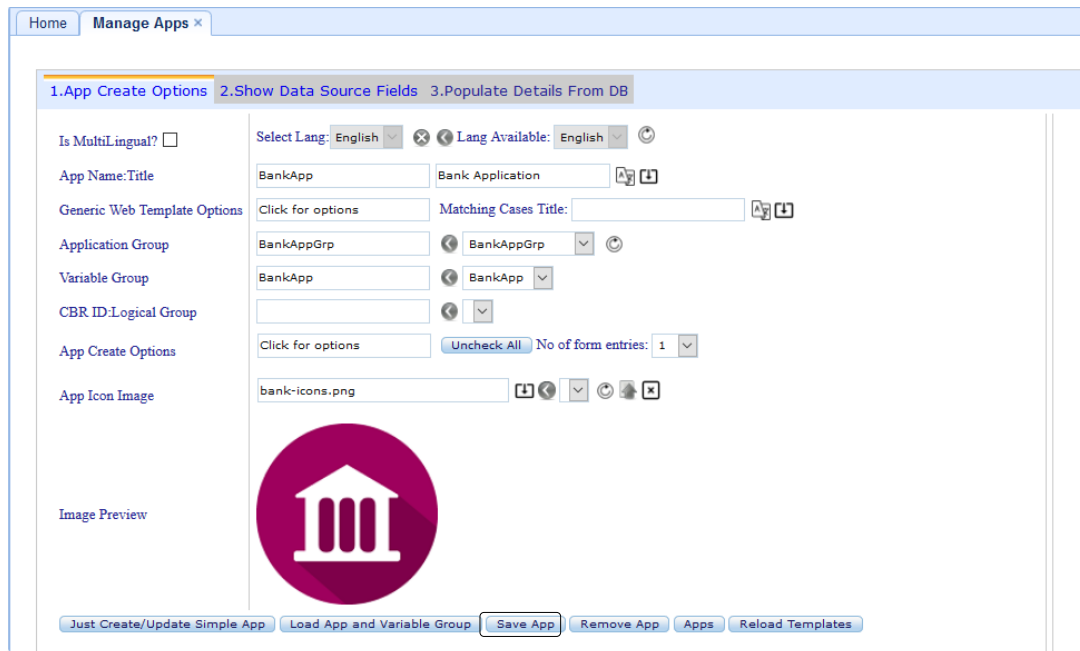 Home Manage Apps ×
1.App Create Options 2.Show Data Source Fields 3.Populate Details From DB
Is MultiLingual? Select Lang: English Lang Available: English
App Name:Title BankApp Bank Application
Generic Web Template Options Click for options Matching Cases Title:
Application Group BankAppGrp BankAppGrp
Variable Group BankApp BankApp
CBR ID:Logical Group
App Create Options Click for options Uncheck All No of form entries: 1
App Icon Image bank-icons.png
Image Preview
Just Create/Update Simple App Load App and Variable Group Save App Remove App Apps Reload Templates